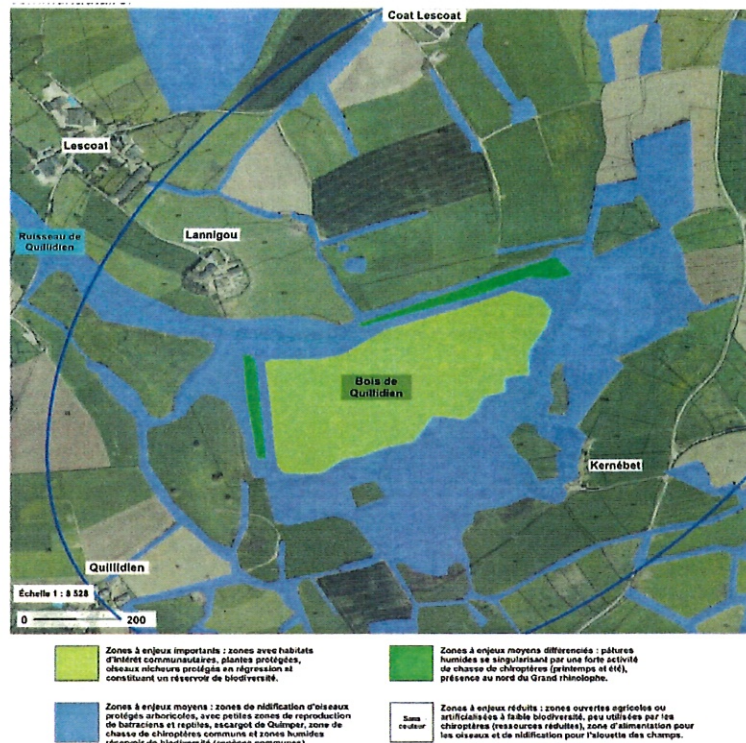 Coat Lescoat
Lescoat
Ruisseau de
Quillidien
Lannigou
Bois de
Quillidien
Kernébet
Quillidien
Échelle 1 : 8 528
0
200
Zones à enjeux importants : zones avec habitats
d'intérêt communautaires, plantes protégées,
oiseaux nicheurs protégés en régression et
constituant un réservoir de biodiversité.
Zones à enjeux moyens différenciés : pâtures
humides se singularisant par une forte activité
de chasse de chiroptères (printemps et été),
présence au nord du Grand rhinolophe.
Zones à enjeux moyens : zones de nidification d'oiseaux
protégés arboricoles, avec petites zones de reproduction
de batraciens et reptiles, escargot de Quimper, zone de
chasse de chiroptères communs et zones humides
réservoir de biodiversité (espèces communes).
Sans
couleur
Zones à enjeux réduits : zones ouvertes agricoles ou
artificialisées à faible biodiversité, peu utilisées par les
chiroptères (ressources réduites), zone d'alimentation pour
les oiseaux et de nidification pour l'alouette des champs.